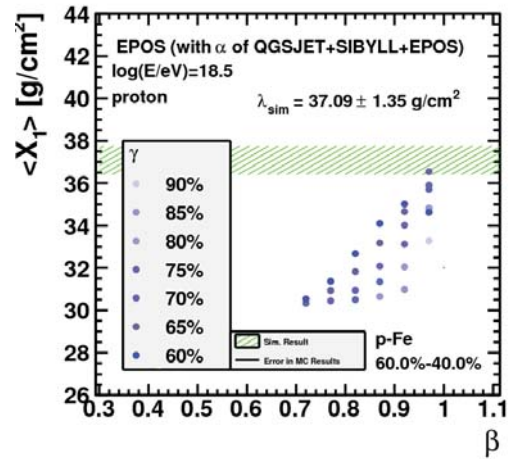 44
42
40
38
36
34
32
30
28
26
<X₁> [g/cm²]
EPOS (with α of QGSJET+SIBYLL+EPOS)
log(E/eV)=18.5
proton
λsim = 37.09 ± 1.35 g/cm²
γ
90%
85%
80%
75%
70%
65%
60%
Sim. Result
Error in MC Results
p-Fe
60.0%-40.0%
0.3 0.4 0.5 0.6 0.7 0.8 0.9 1 1.1
β